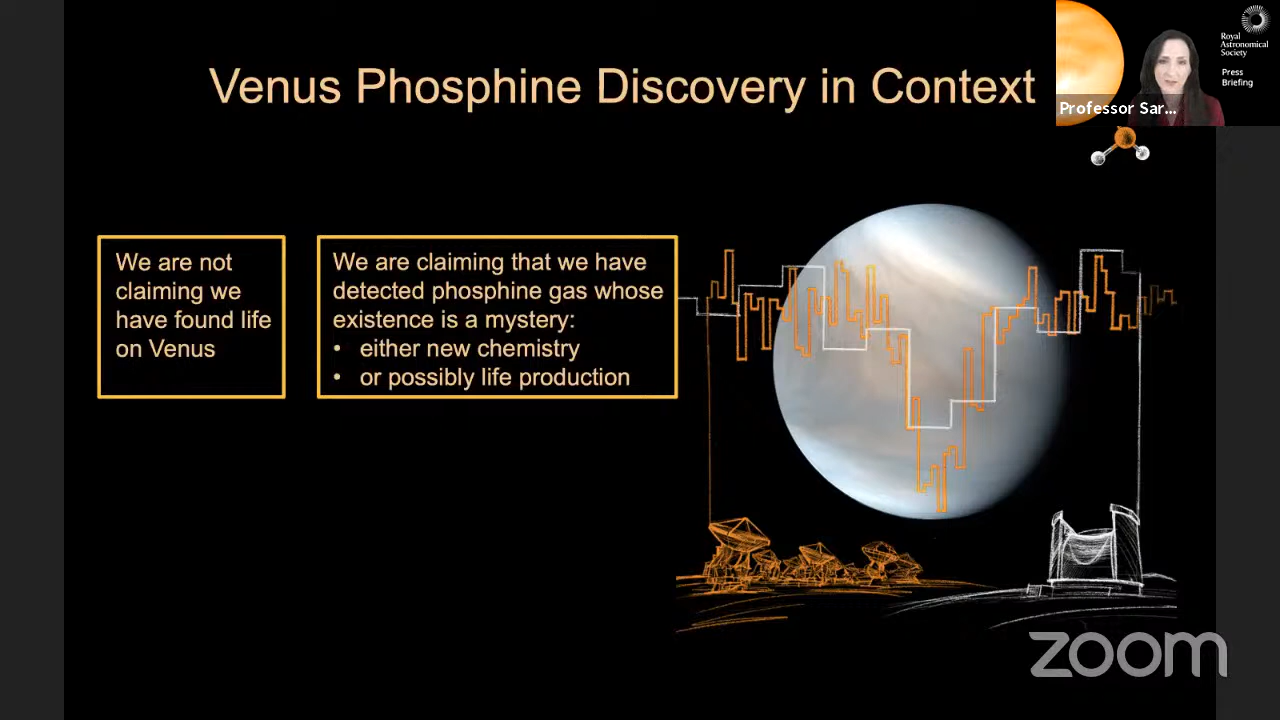 Venus Phosphine Discovery in Context
Professor Sar...
Royal
Astronomical
Society
Press
Briefing
We are not
claiming we
have found life
on Venus
We are claiming that we have
detected phosphine gas whose
existence is a mystery:
• either new chemistry
• or possibly life production
zoom